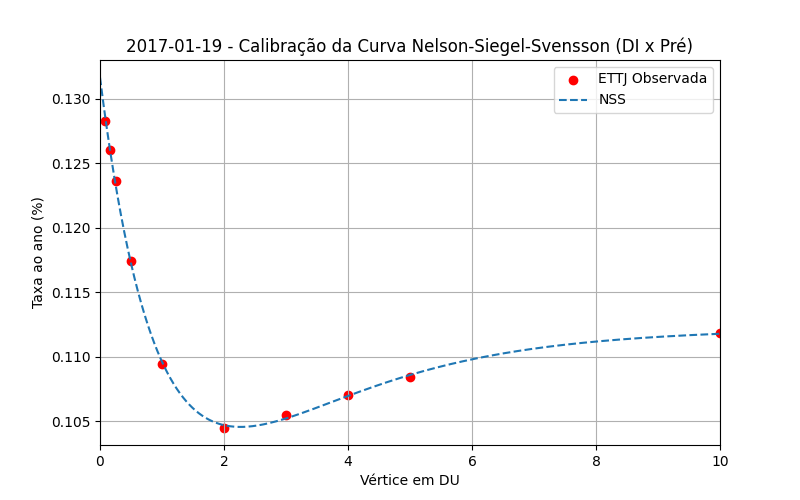 2017-01-19 - Calibração da Curva Nelson-Siegel-Svensson (DI x Pré)
ETTJ Observada
NSS
Taxa ao ano (%)
0.130
0.125
0.120
0.115
0.110
0.105
0 2 4 6 8 10
Vértice em DU